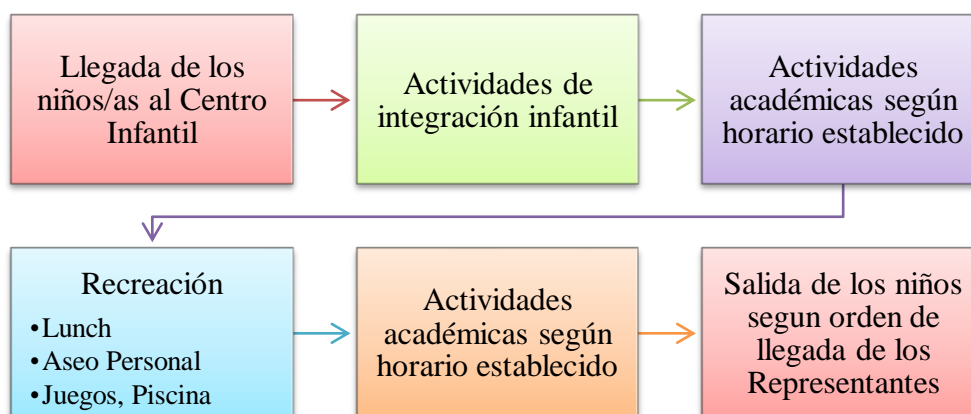 Llegada de los
niños/as al Centro
Infantil
Actividades de
integración infantil
Actividades
académicas según
horario establecido
Recreación
•Lunch
•Aseo Personal
•Juegos, Piscina
Actividades
académicas según
horario establecido
Salida de los niños
segun orden de
llegada de los
Representantes